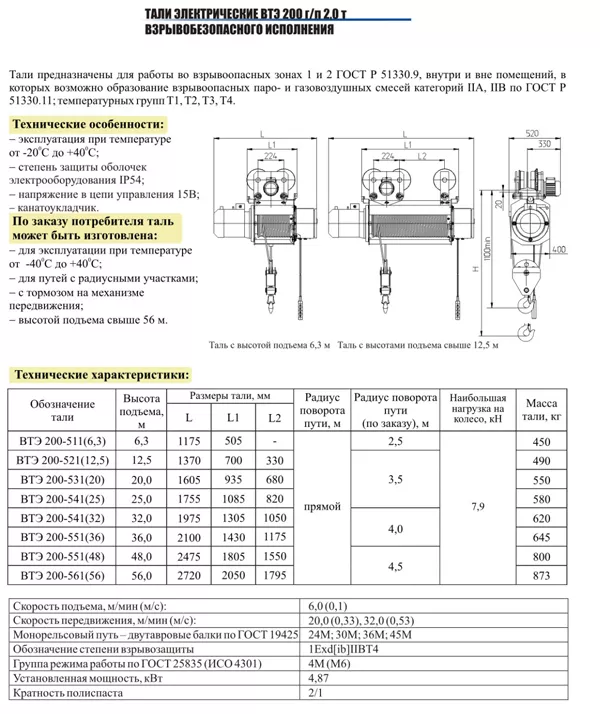 ТАЛИ ЭЛЕКТРИЧЕСКИЕ ВТЭ 200 г/п 2.0 т
ВЗРЫВОБЕЗОПАСНОГО ИСПОЛНЕНИЯ
Тали предназначены для работы во взрывоопасных зонах 1 и 2 ГОСТ Р 51330.9, внутри и вне помещений, в
которых возможно образование взрывоопасных паро- и газовоздушных смесей категорий IIA, IIB по ГОСТ Р
51330.11; температурных групп Т1, Т2, Т3, Т4.
Технические особенности:
– эксплуатация при температуре
от -20⁰С до +40⁰С;
– степень защиты оболочек
электрооборудования IP54;
– напряжение в цепи управления 15В;
– канатоукладчик.
По заказу потребителя таль
может быть изготовлена:
– для эксплуатации при температуре
от -40⁰С до +40⁰С;
– для путей с радиусными участками;
– с тормозом на механизме
передвижения;
– высотой подъема свыше 56 м.
L L 520
L1 L1 330
224 224 L2
20
1100min
H
400
Таль с высотой подъема 6,3 м Таль с высотами подъема свыше 12,5 м
Технические характеристики:
Обозначение тали Высота подъема, м Размеры тали, мм Радиус поворота пути, м Радиус поворота пути (по заказу), м Наибольшая нагрузка на колесо, кН Масса тали, кг
L L1 L2
ВТЭ 200-511(6,3) 6,3 1175 505 - прямой 2,5 7,9 450
ВТЭ 200-521(12,5) 12,5 1370 700 330 3,5 490
ВТЭ 200-531(20) 20,0 1605 935 680 550
ВТЭ 200-541(25) 25,0 1755 1085 820 580
ВТЭ 200-541(32) 32,0 1975 1305 1050 4,0 620
ВТЭ 200-551(36) 36,0 2100 1430 1175 645
ВТЭ 200-551(48) 48,0 2475 1805 1550 4,5 800
ВТЭ 200-561(56) 56,0 2720 2050 1795 873
Скорость подъема, м/мин (м/с): 6,0 (0,1)
Скорость передвижения, м/мин (м/с): 20,0 (0,33), 32,0 (0,53)
Монорельсовый путь – двутавровые балки по ГОСТ 19425 24М; 30М; 36М; 45М
Обозначение степени взрывозащиты 1Exd[ib]IIBT4
Группа режима работы по ГОСТ 25835 (ИСО 4301) 4М (М6)
Установленная мощность, кВт 4,87
Кратность полиспаста 2/1